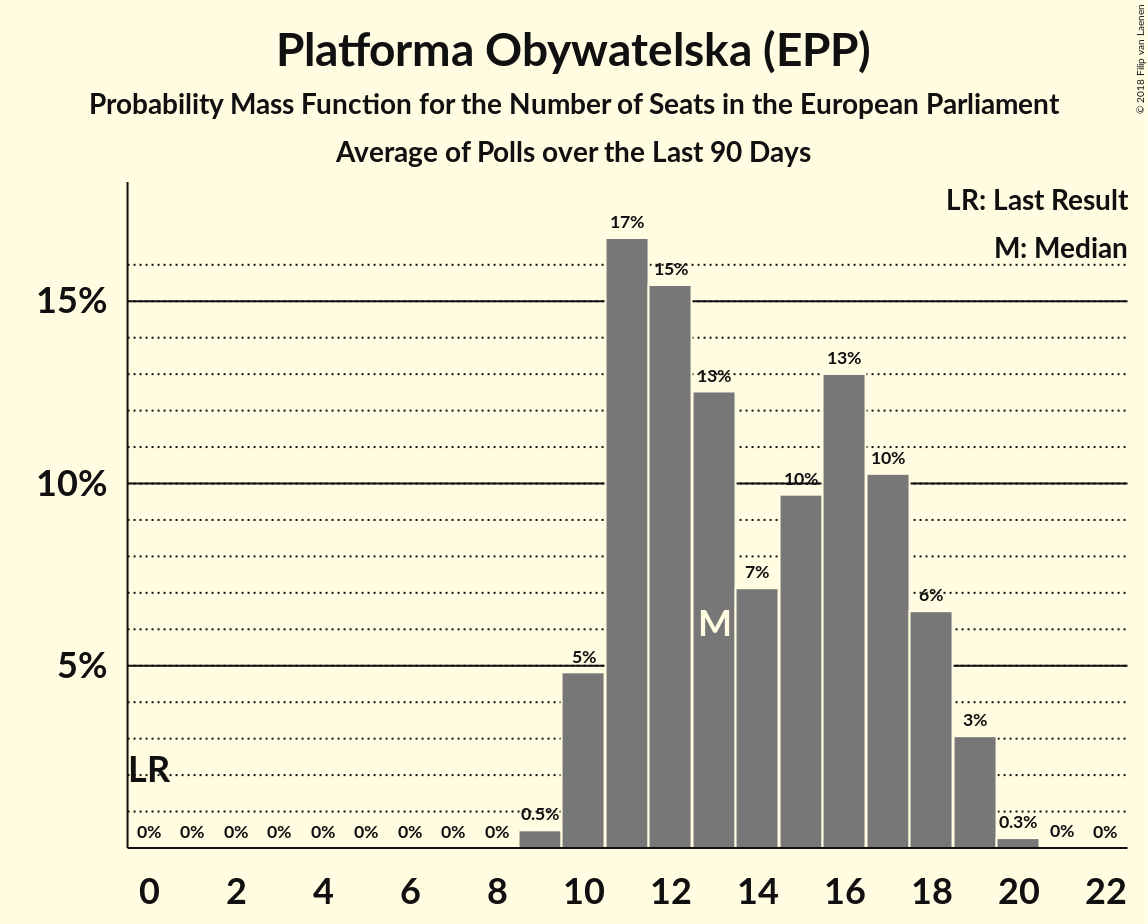 Platforma Obywatelska (EPP)
Probability Mass Function for the Number of Seats in the European Parliament
Average of Polls over the Last 90 Days
© 2018 Filip van Laenen
LR: Last Result
M: Median
15%
10%
5%
17%
15%
13%
13%
10%
10%
7%
6%
5%
3%
M
LR
0% 0% 0% 0% 0% 0% 0% 0% 0% 0.5% 0.3% 0% 0%
0 2 4 6 8 10 12 14 16 18 20 22